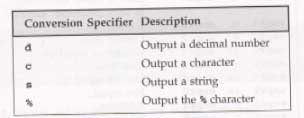 Conversion Specifier Description
d Output a decimal number
c Output a character
s Output a string
% Output the % character